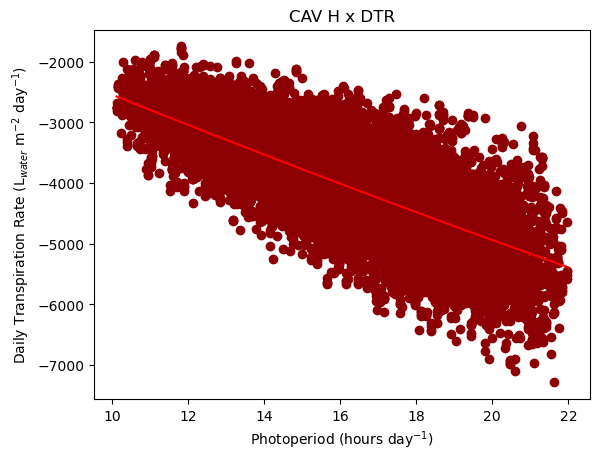 CAV H x DTR
−2000
−3000
−4000
−5000
−6000
−7000
Daily Transpiration Rate (L_water m⁻² day⁻¹)
10 12 14 16 18 20 22
Photoperiod (hours day⁻¹)